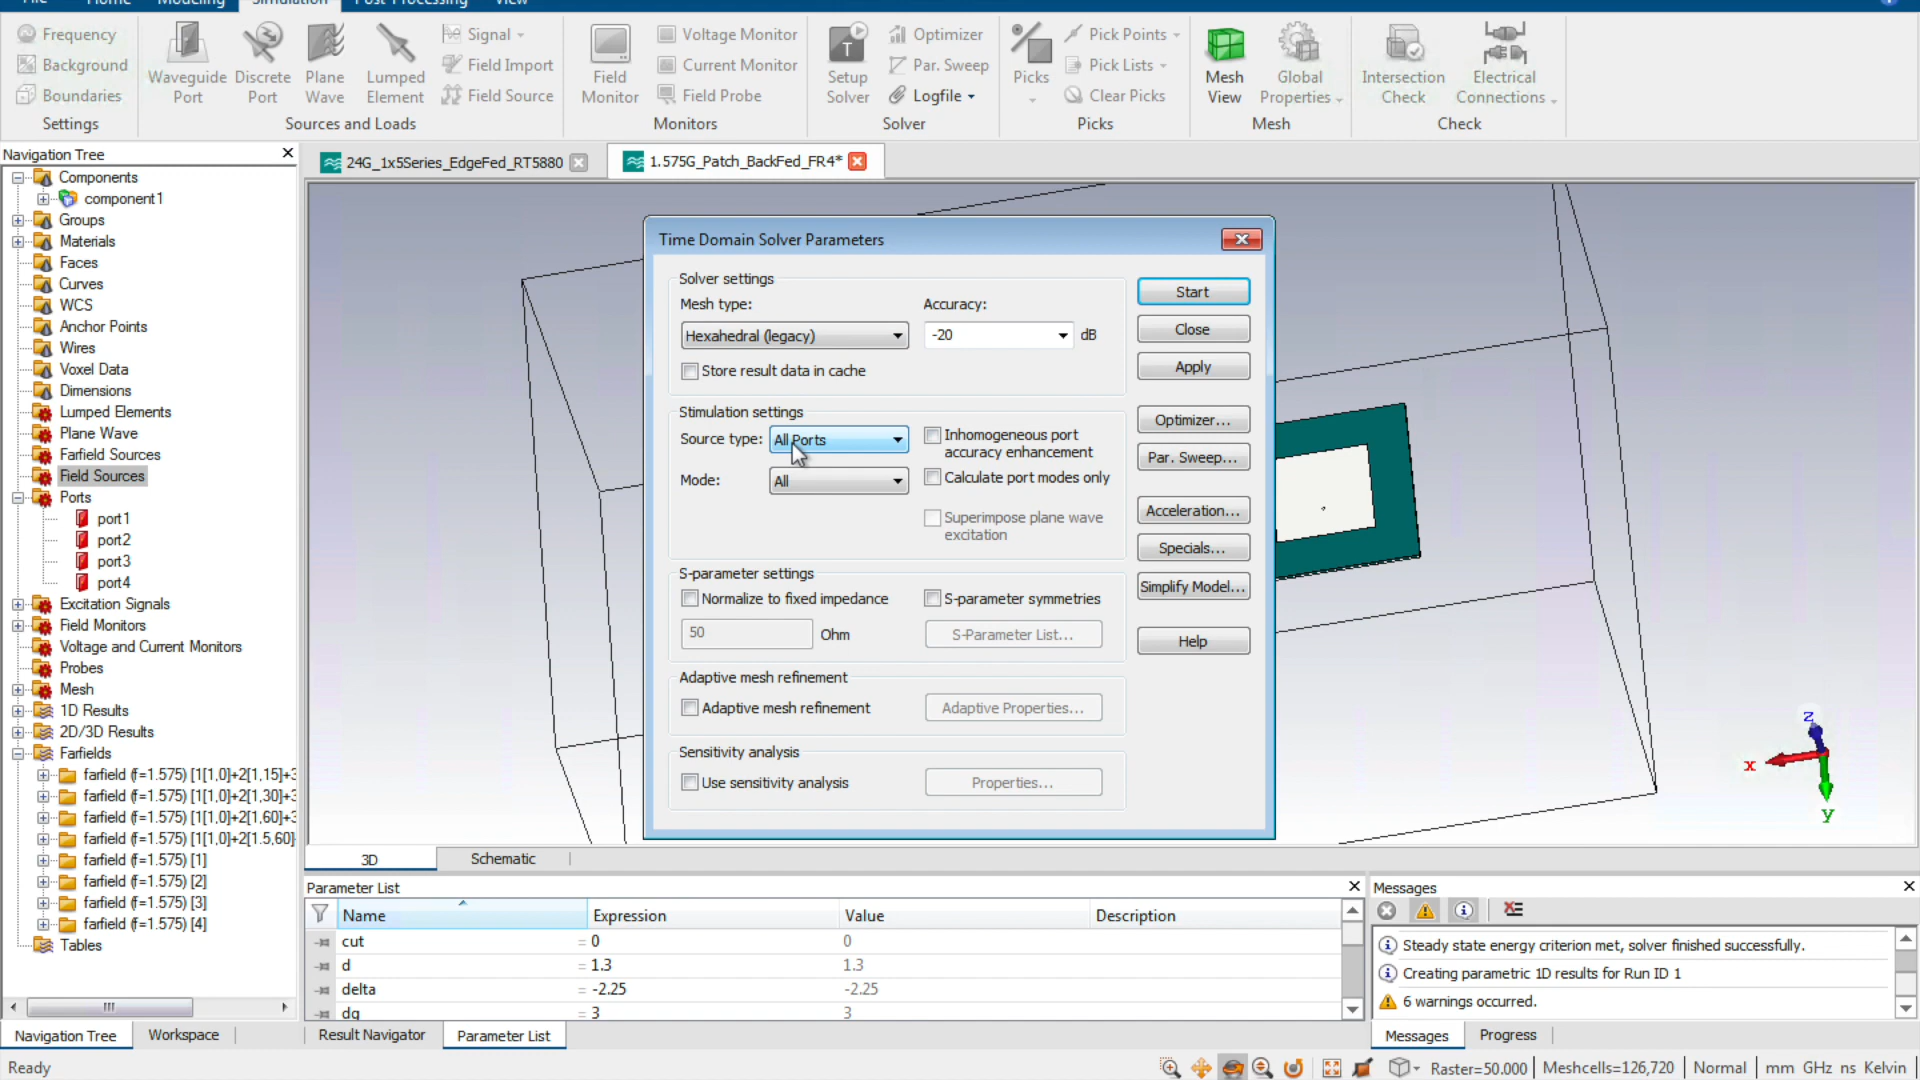 File Home Modeling Simulation Post-Processing View
Frequency
Background
Boundaries
Settings
Waveguide Port
Discrete Port
Plane Wave
Lumped Element
Signal
Field Import
Field Source
Sources and Loads
Field Monitor
Voltage Monitor
Current Monitor
Field Probe
Monitors
Setup Solver
Optimizer
Par. Sweep
Logfile
Solver
Picks
Pick Points
Pick Lists
Clear Picks
Picks
Mesh View
Global Properties
Mesh
Intersection Check
Electrical Connections
Check
Navigation Tree
Components
component1
Groups
Materials
Faces
Curves
WCS
Anchor Points
Wires
Voxel Data
Dimensions
Lumped Elements
Plane Wave
Farfield Sources
Field Sources
Ports
port1
port2
port3
port4
Excitation Signals
Field Monitors
Voltage and Current Monitors
Probes
Mesh
1D Results
2D/3D Results
Farfields
farfield (f=1.575) [1[1,0]+2[1,15]+3
farfield (f=1.575) [1[1,0]+2[1,30]+3
farfield (f=1.575) [1[1,0]+2[1,60]+3
farfield (f=1.575) [1[1,0]+2[1.5,60]
farfield (f=1.575) [1]
farfield (f=1.575) [2]
farfield (f=1.575) [3]
farfield (f=1.575) [4]
Tables
Navigation Tree Workspace
24G_1x5Series_EdgeFed_RT5880
1.575G_Patch_BackFed_FR4*
Time Domain Solver Parameters
Solver settings
Mesh type: Accuracy:
Hexahedral (legacy) -20 dB
Store result data in cache
Stimulation settings
Source type: All Ports
Inhomogeneous port
accuracy enhancement
Mode: All
Calculate port modes only
Superimpose plane wave
excitation
S-parameter settings
Normalize to fixed impedance S-parameter symmetries
50 Ohm S-Parameter List...
Adaptive mesh refinement
Adaptive mesh refinement Adaptive Properties...
Sensitivity analysis
Use sensitivity analysis Properties...
Start
Close
Apply
Optimizer...
Par. Sweep...
Acceleration...
Specials...
Simplify Model...
Help
z
x
y
3D Schematic
Parameter List
Name Expression Value Description
cut = 0 0
d = 1.3 1.3
delta = -2.25 -2.25
dg = 3 3
Result Navigator Parameter List
Messages
Steady state energy criterion met, solver finished successfully.
Creating parametric 1D results for Run ID 1
6 warnings occurred.
Messages Progress
Ready
Raster=50.000 Meshcells=126,720 Normal mm GHz ns Kelvin